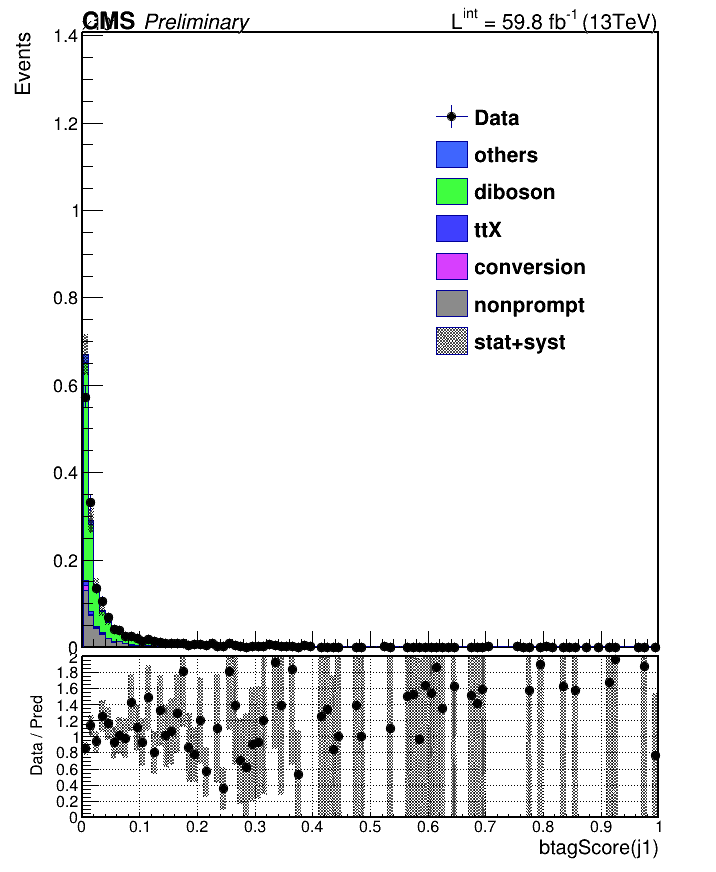 CMS Preliminary L^int = 59.8 fb^-1 (13TeV)
Events
1.4
1.2
1
0.8
0.6
0.4
0.2
0
Data
others
diboson
ttX
conversion
nonprompt
stat+syst
Data / Pred
2
1.8
1.6
1.4
1.2
1
0.8
0.6
0.4
0.2
0
0 0.1 0.2 0.3 0.4 0.5 0.6 0.7 0.8 0.9 1
btagScore(j1)